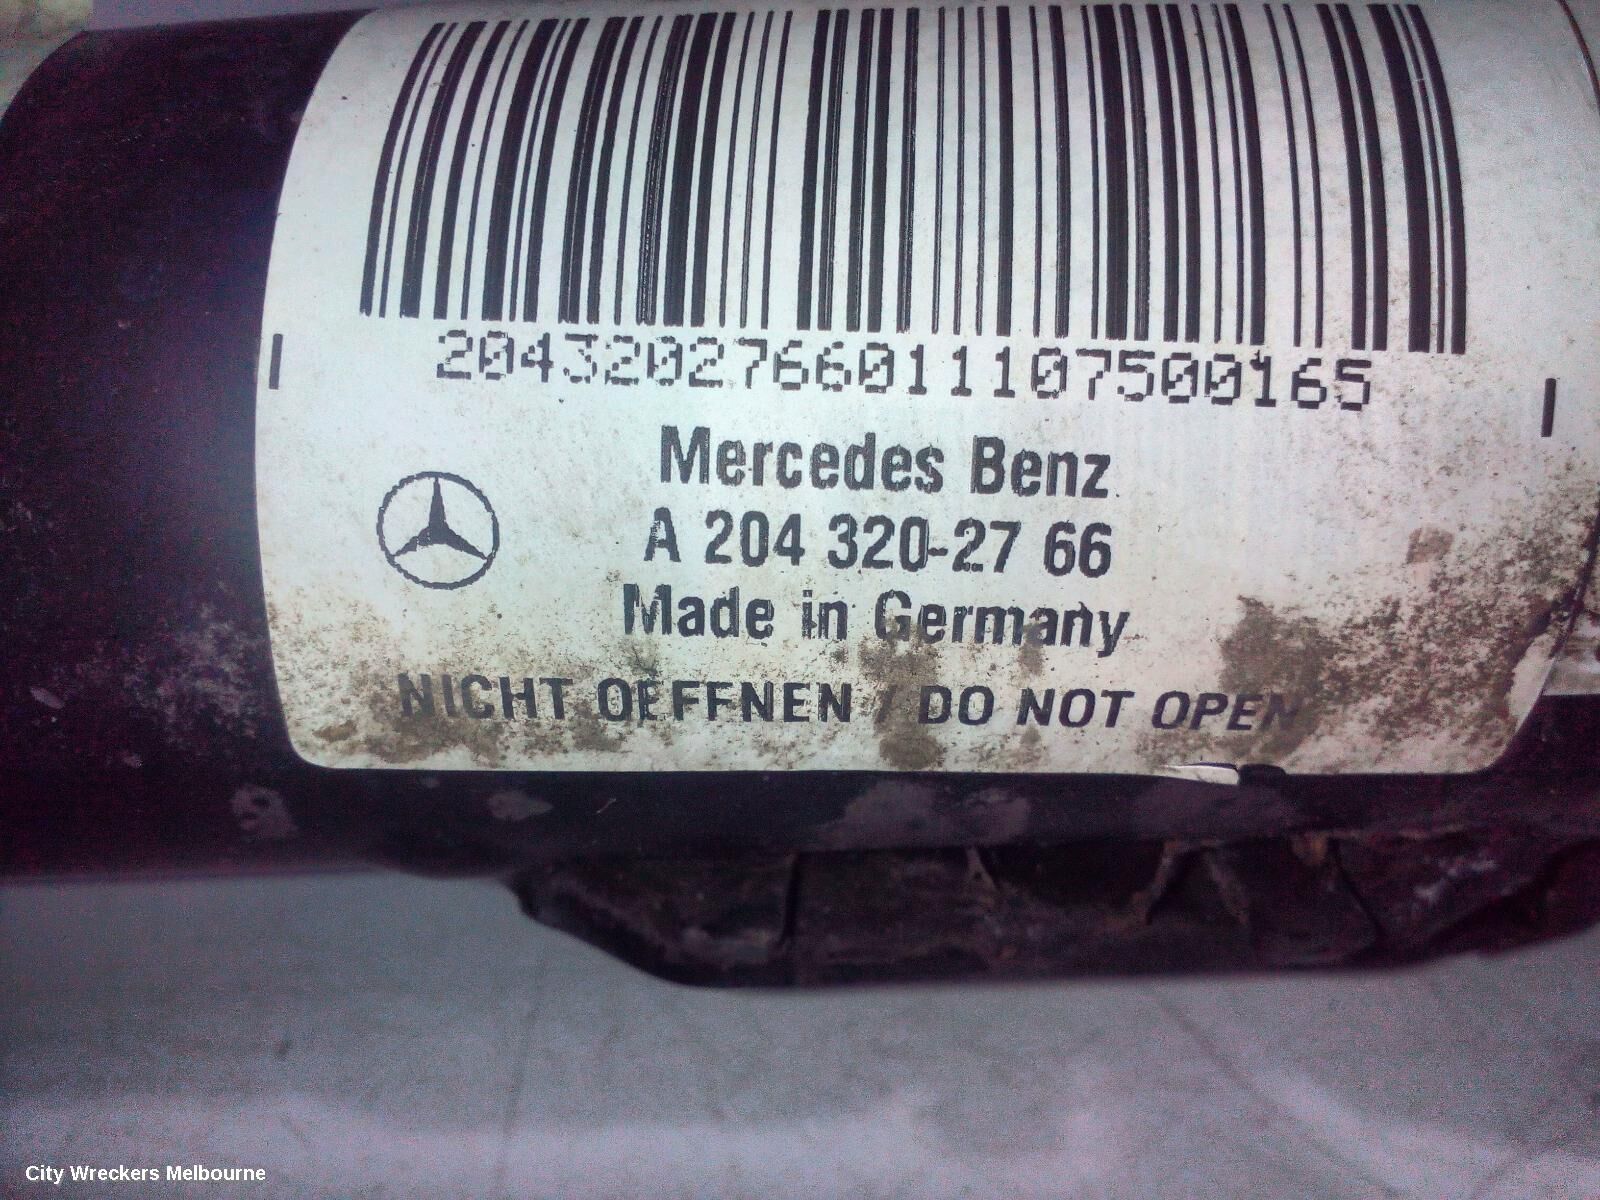 2043202766011107500165
Mercedes Benz
A 204 320-27 66
Made in Germany
NICHT OEFFNEN / DO NOT OPEN
City Wreckers Melbourne